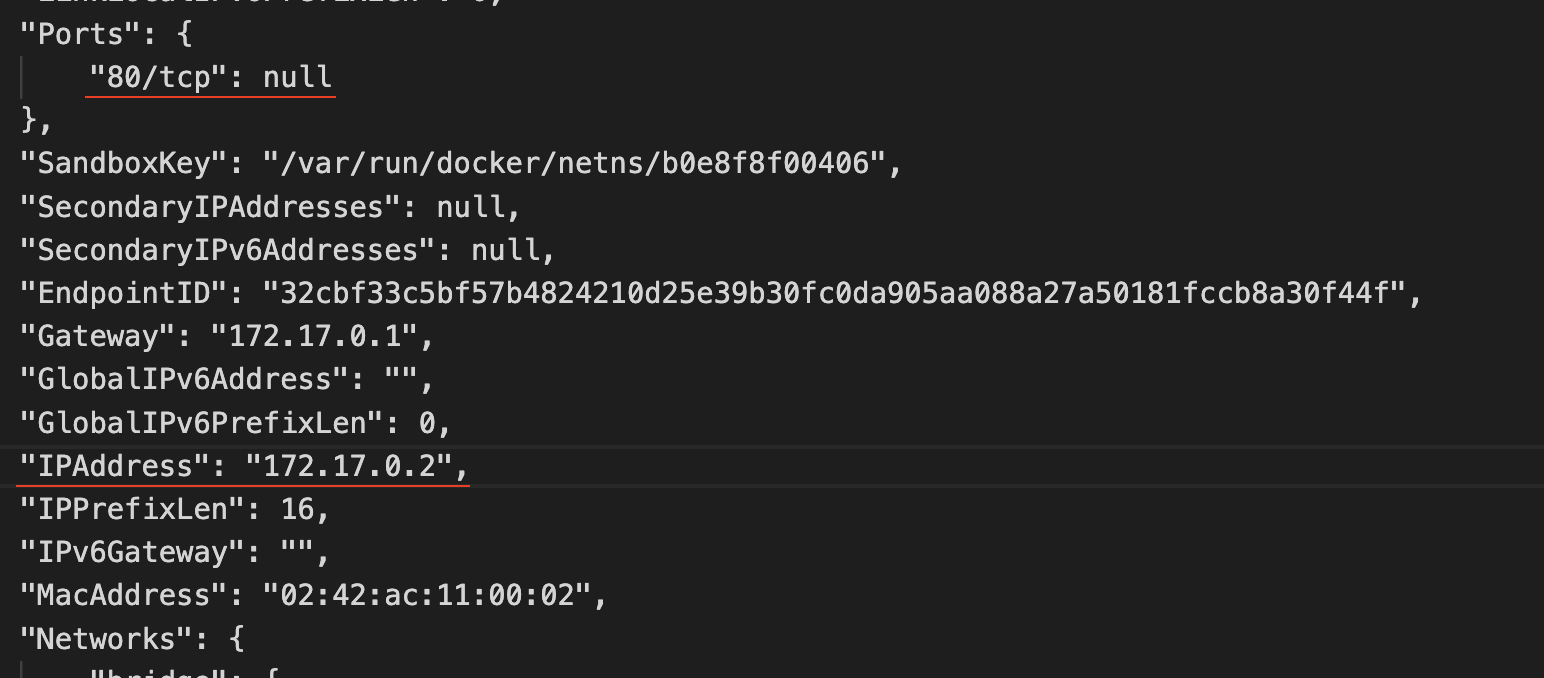 "Ports": {
"80/tcp": null
},
"SandboxKey": "/var/run/docker/netns/b0e8f8f00406",
"SecondaryIPAddresses": null,
"SecondaryIPv6Addresses": null,
"EndpointID": "32cbf33c5bf57b4824210d25e39b30fc0da905aa088a27a50181fccb8a30f44f",
"Gateway": "172.17.0.1",
"GlobalIPv6Address": "",
"GlobalIPv6PrefixLen": 0,
"IPAddress": "172.17.0.2",
"IPPrefixLen": 16,
"IPv6Gateway": "",
"MacAddress": "02:42:ac:11:00:02",
"Networks": {
"bridge": {